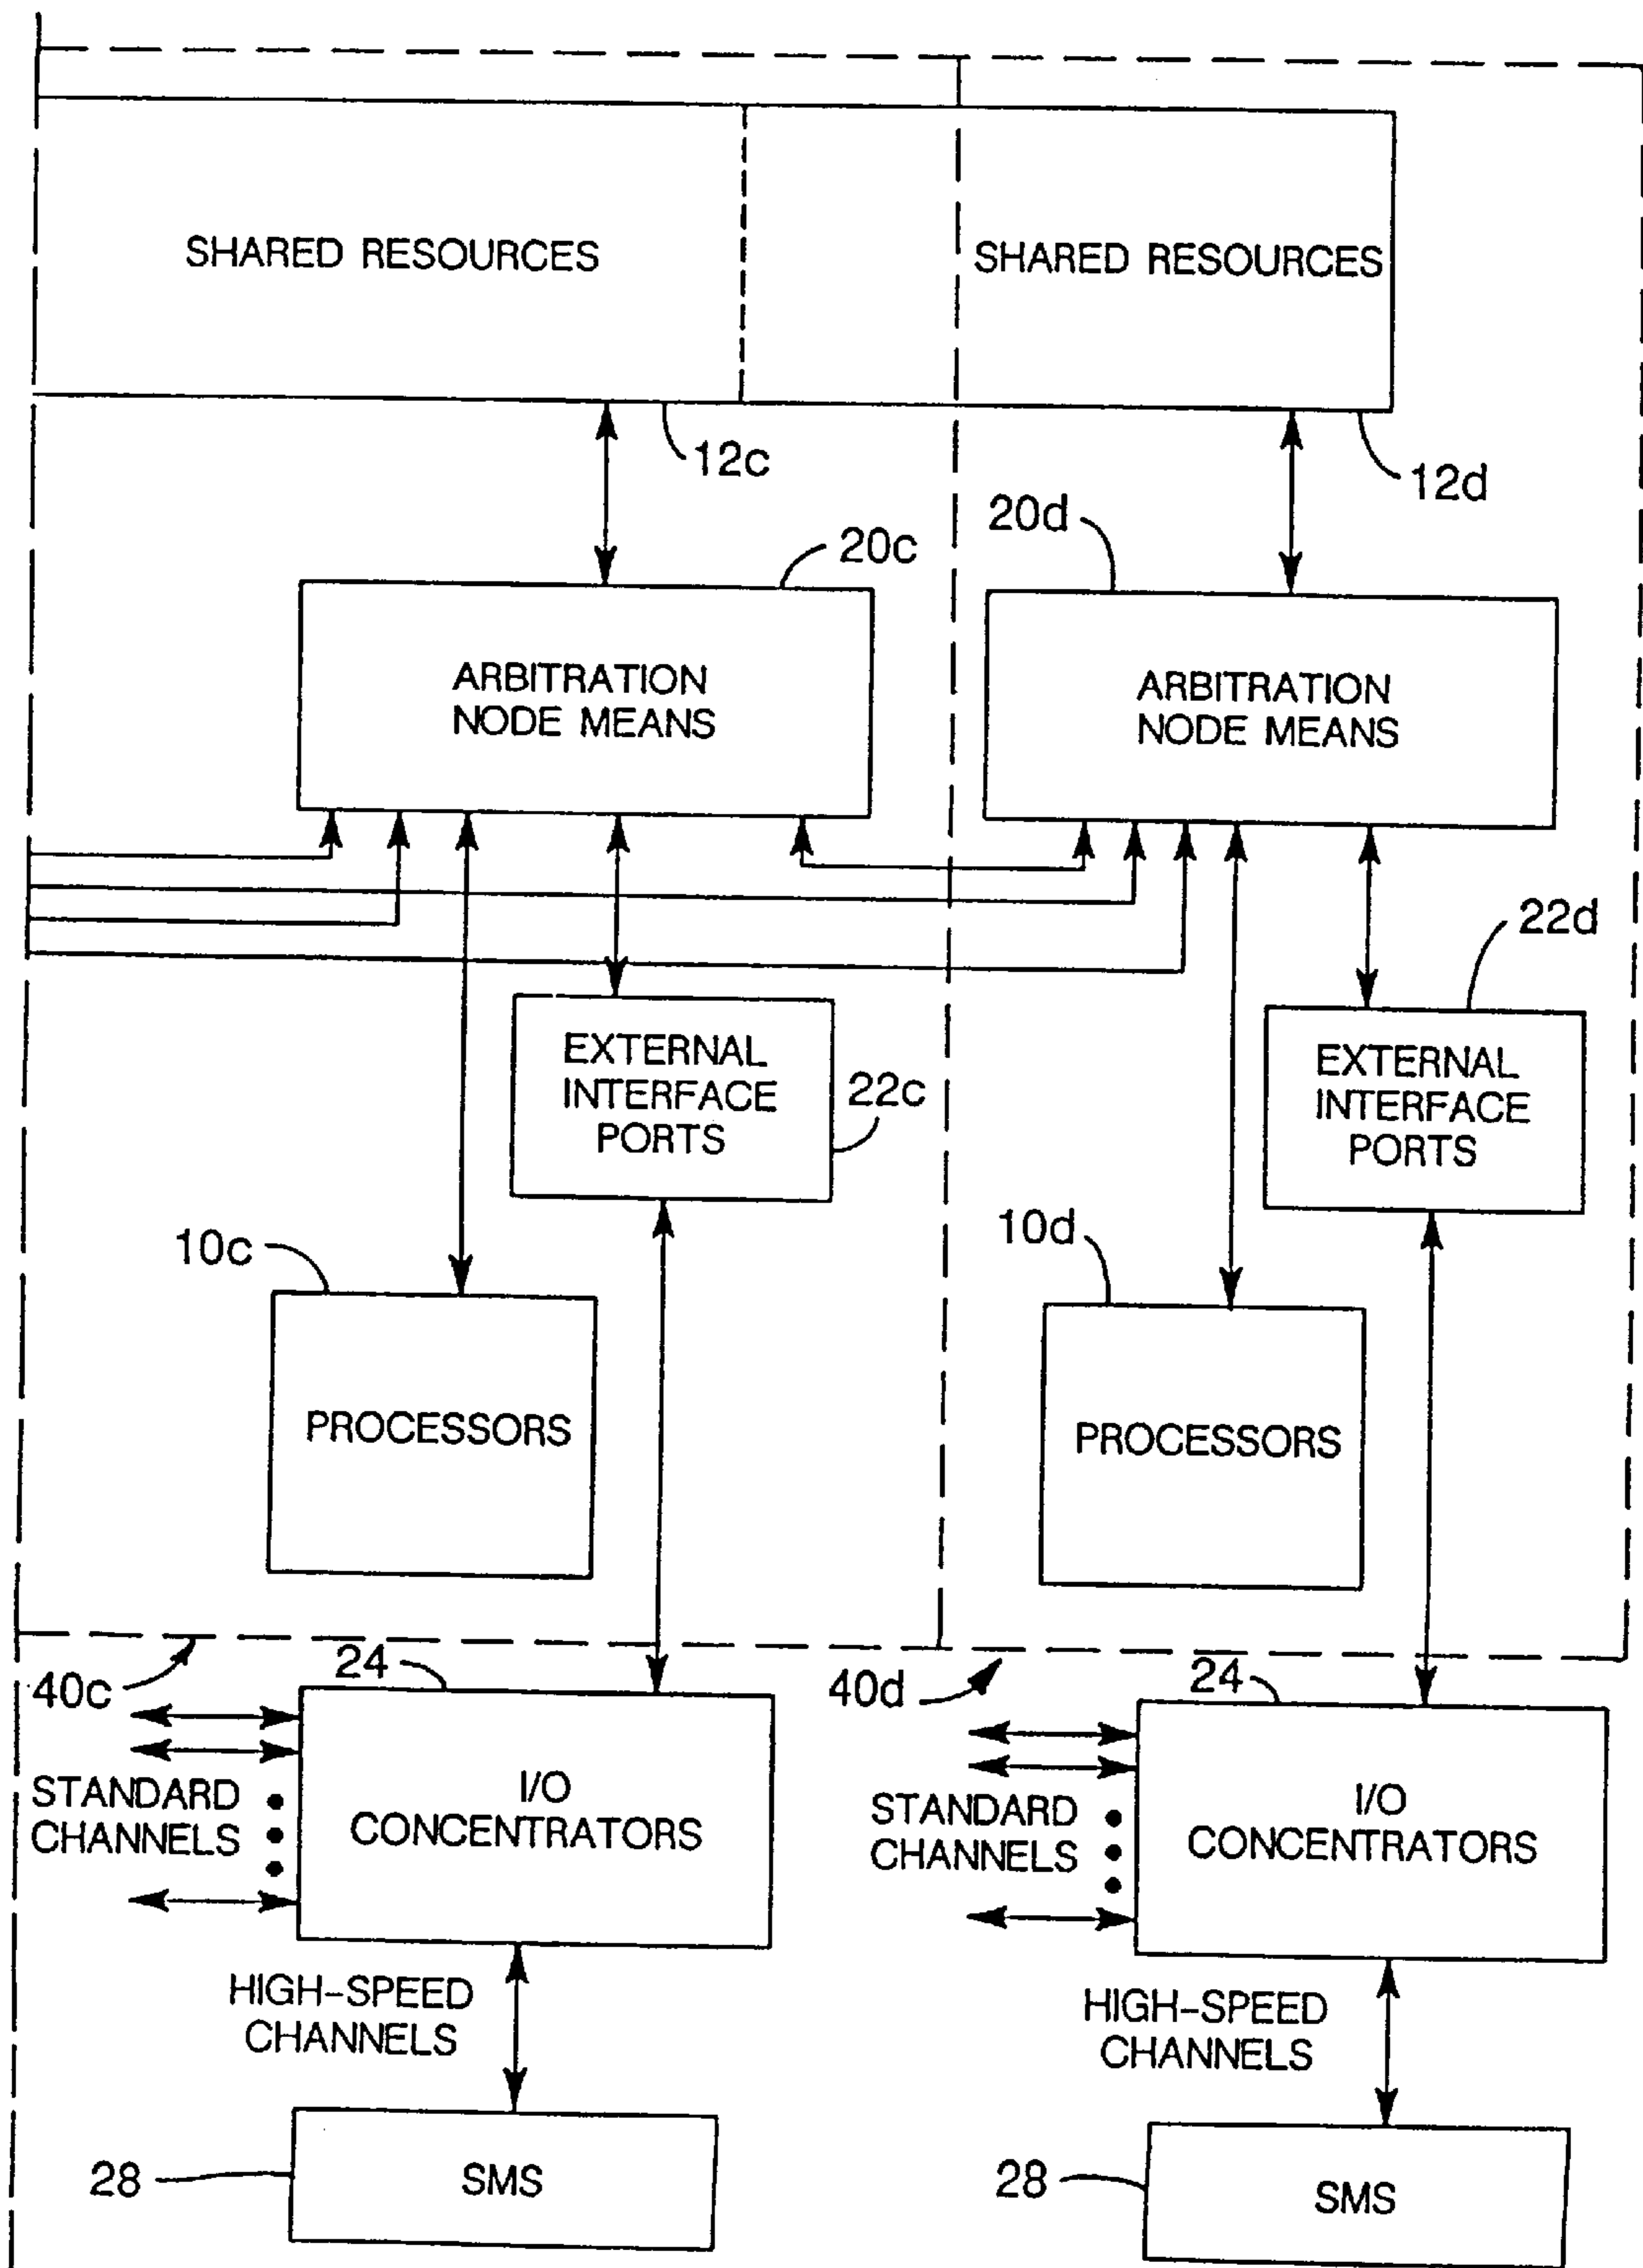 SHARED RESOURCES
SHARED RESOURCES
12c
12d
20c
20d
ARBITRATION
NODE MEANS
ARBITRATION
NODE MEANS
22d
EXTERNAL
INTERFACE
PORTS
22c
EXTERNAL
INTERFACE
PORTS
10c
10d
PROCESSORS
PROCESSORS
40c
24
40d
24
STANDARD
CHANNELS
I/O
CONCENTRATORS
STANDARD
CHANNELS
I/O
CONCENTRATORS
HIGH-SPEED
CHANNELS
HIGH-SPEED
CHANNELS
28
SMS
28
SMS